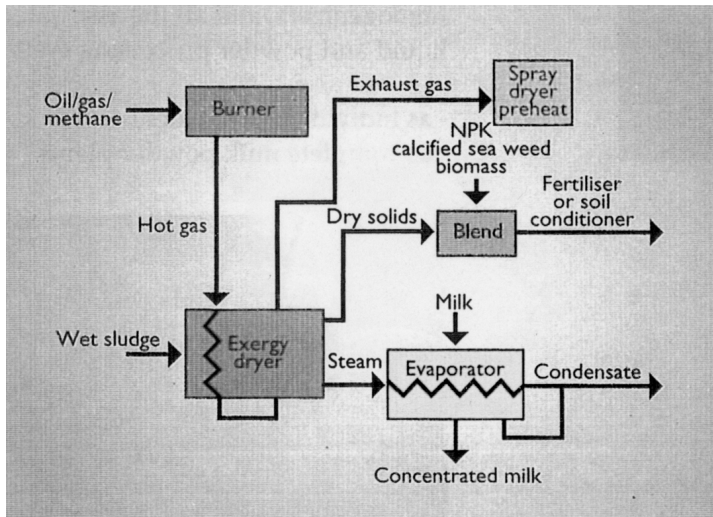 Oil/gas/
methane
Burner
Exhaust gas
Spray
dryer
preheat
NPK
calcified sea weed
biomass
Hot gas
Dry solids
Blend
Fertiliser
or soil
conditioner
Wet sludge
Exergy
dryer
Steam
Milk
Evaporator
Condensate
Concentrated milk